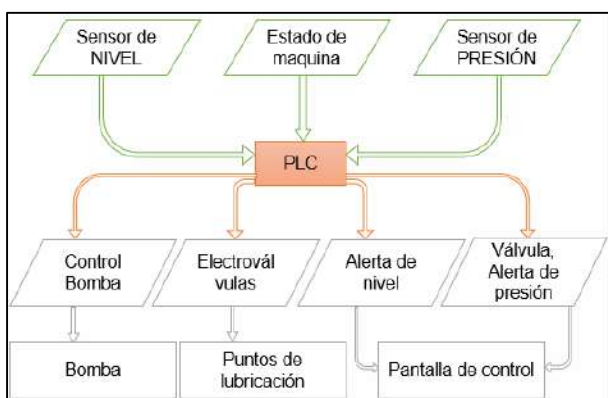 Sensor de
NIVEL
Estado de
maquina
Sensor de
PRESIÓN
PLC
Control
Bomba
Electrovál
vulas
Alerta de
nivel
Válvula,
Alerta de
presión
Bomba
Puntos de
lubricación
Pantalla de control